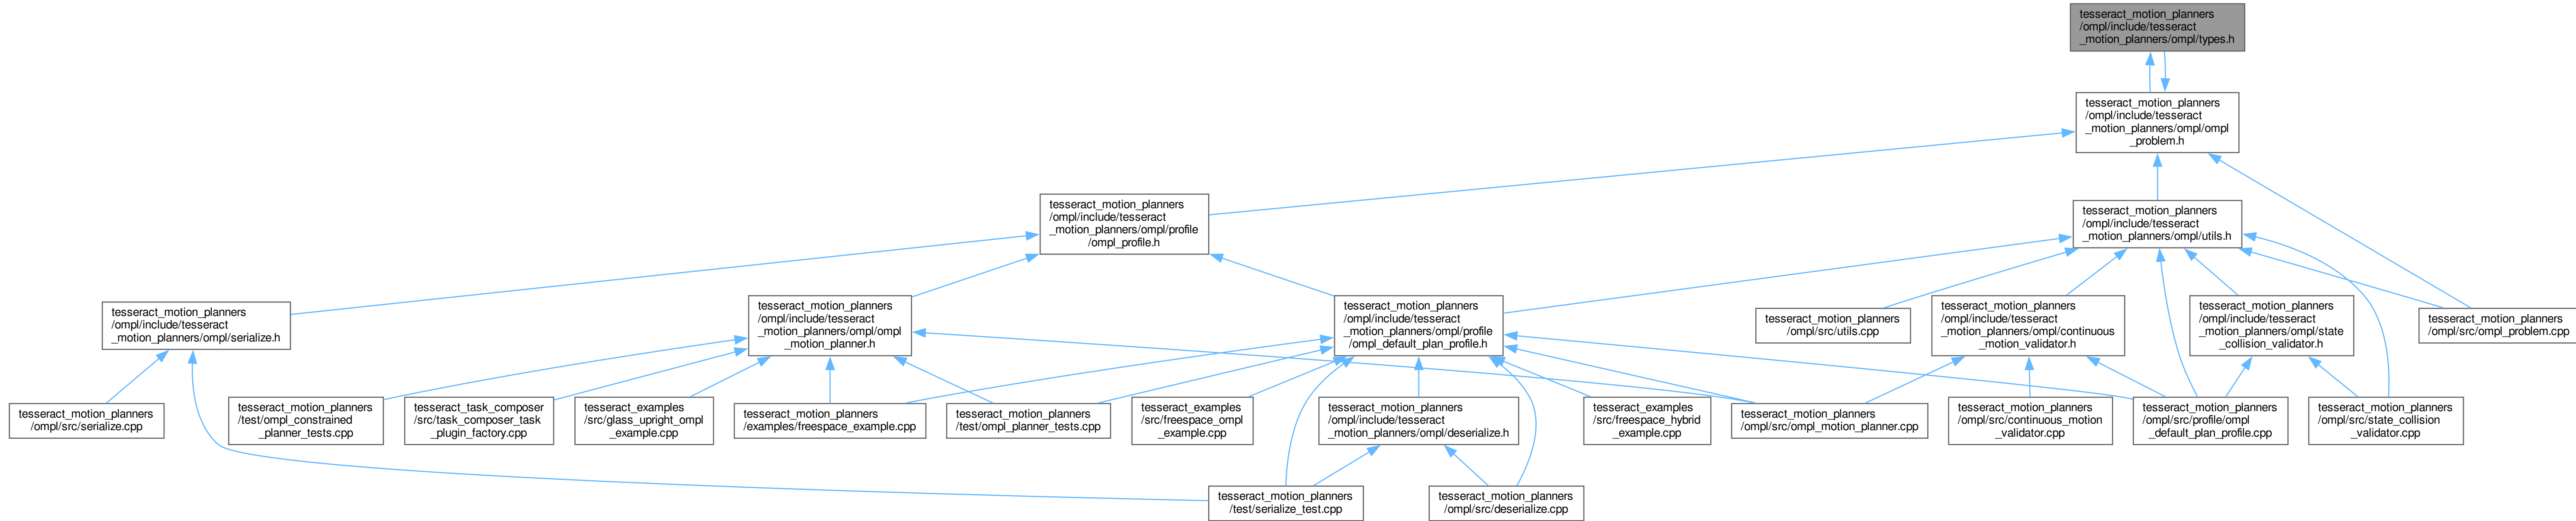 tesseract_motion_planners
/ompl/include/tesseract
_motion_planners/ompl/types.h
tesseract_motion_planners
/ompl/include/tesseract
_motion_planners/ompl/ompl
_problem.h
tesseract_motion_planners
/ompl/include/tesseract
_motion_planners/ompl/profile
/ompl_profile.h
tesseract_motion_planners
/ompl/include/tesseract
_motion_planners/ompl/utils.h
tesseract_motion_planners
/ompl/include/tesseract
_motion_planners/ompl/serialize.h
tesseract_motion_planners
/ompl/include/tesseract
_motion_planners/ompl/ompl
_motion_planner.h
tesseract_motion_planners
/ompl/include/tesseract
_motion_planners/ompl/profile
/ompl_default_plan_profile.h
tesseract_motion_planners
/ompl/src/utils.cpp
tesseract_motion_planners
/ompl/include/tesseract
_motion_planners/ompl/continuous
_motion_validator.h
tesseract_motion_planners
/ompl/include/tesseract
_motion_planners/ompl/state
_collision_validator.h
tesseract_motion_planners
/ompl/src/ompl_problem.cpp
tesseract_motion_planners
/ompl/src/serialize.cpp
tesseract_motion_planners
/test/ompl_constrained
_planner_tests.cpp
tesseract_task_composer
/src/task_composer_task
_plugin_factory.cpp
tesseract_examples
/src/glass_upright_ompl
_example.cpp
tesseract_motion_planners
/examples/freespace_example.cpp
tesseract_motion_planners
/test/ompl_planner_tests.cpp
tesseract_examples
/src/freespace_ompl
_example.cpp
tesseract_motion_planners
/ompl/include/tesseract
_motion_planners/ompl/deserialize.h
tesseract_examples
/src/freespace_hybrid
_example.cpp
tesseract_motion_planners
/ompl/src/ompl_motion_planner.cpp
tesseract_motion_planners
/ompl/src/continuous_motion
_validator.cpp
tesseract_motion_planners
/ompl/src/profile/ompl
_default_plan_profile.cpp
tesseract_motion_planners
/ompl/src/state_collision
_validator.cpp
tesseract_motion_planners
/test/serialize_test.cpp
tesseract_motion_planners
/ompl/src/deserialize.cpp